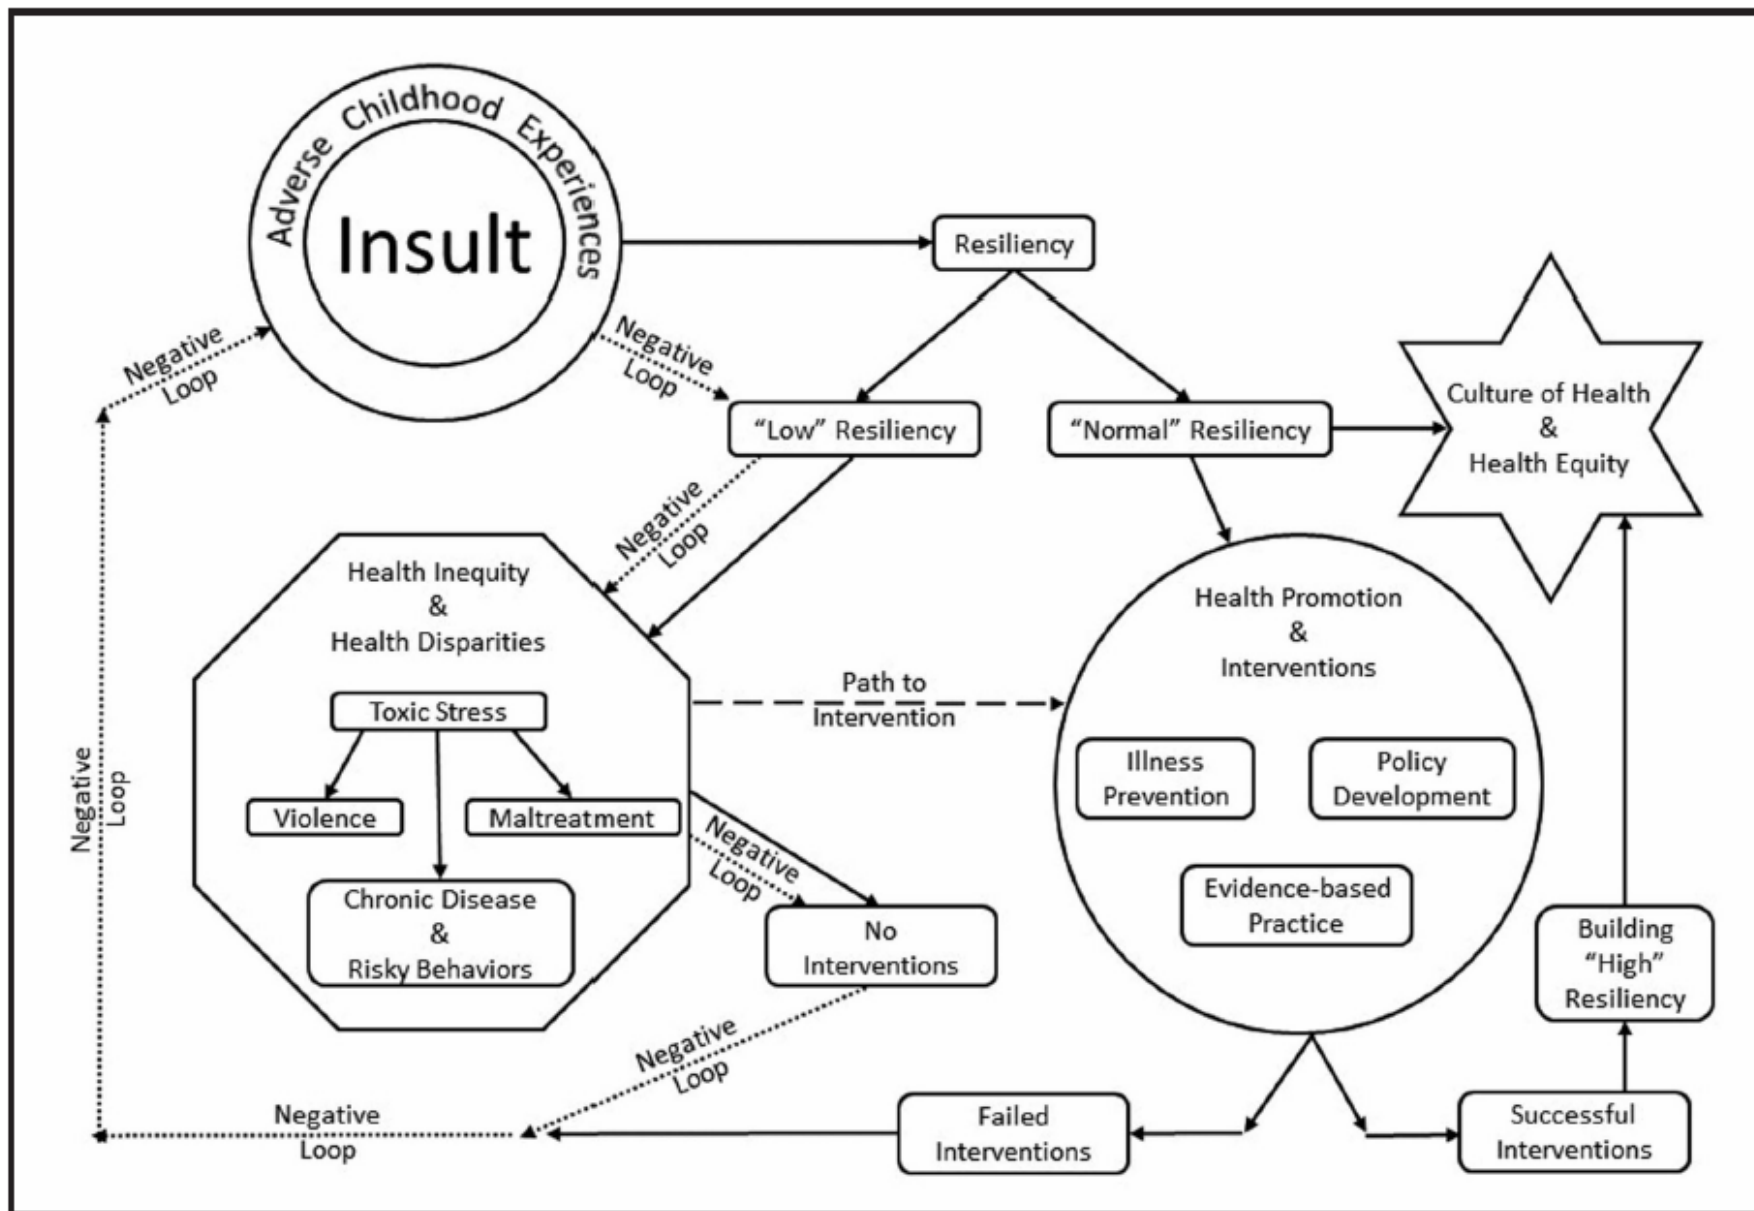 Adverse Childhood Experiences
Insult
Resiliency
Negative
Loop
Negative
Loop
"Low" Resiliency
"Normal" Resiliency
Culture of Health
&
Health Equity
Negative
Loop
Health Inequity
&
Health Disparities
Toxic Stress
Violence
Maltreatment
Chronic Disease
&
Risky Behaviors
Path to
Intervention
Health Promotion
&
Interventions
Illness
Prevention
Policy
Development
Evidence-based
Practice
Negative
Loop
Negative
Loop
No
Interventions
Building
"High"
Resiliency
Negative
Loop
Negative
Loop
Failed
Interventions
Successful
Interventions